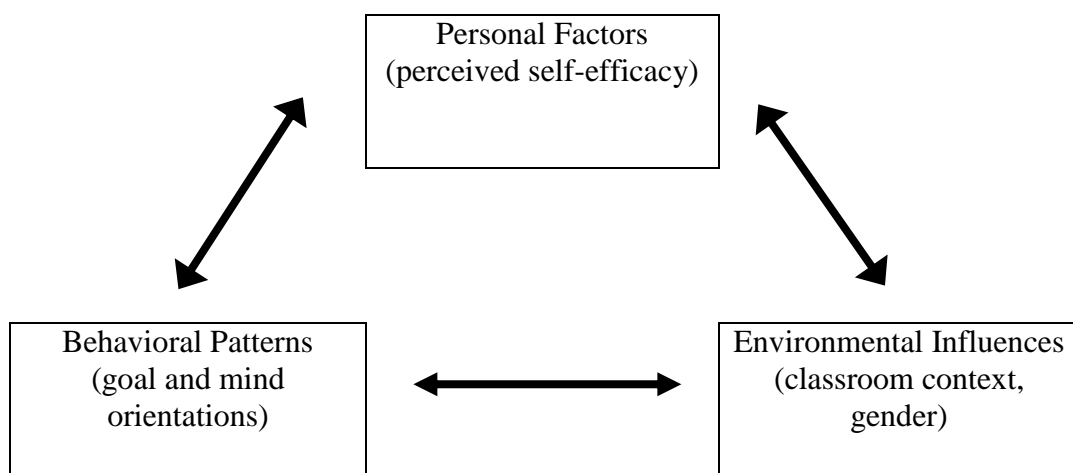 Personal Factors
(perceived self-efficacy)
Behavioral Patterns
(goal and mind
orientations)
Environmental Influences
(classroom context,
gender)